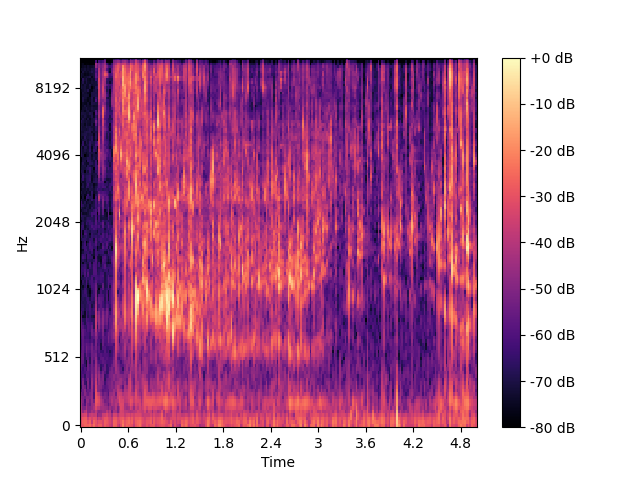 +0 dB
8192
-10 dB
4096
-20 dB
-30 dB
2048
Hz
-40 dB
1024
-50 dB
512
-60 dB
-70 dB
0
-80 dB
0 0.6 1.2 1.8 2.4 3 3.6 4.2 4.8
Time